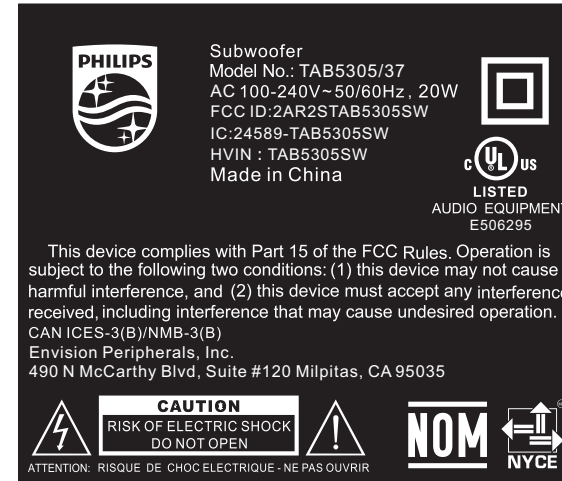 PHILIPS
Subwoofer
Model No.: TAB5305/37
AC 100-240V~50/60Hz, 20W
FCC ID:2AR2STAB5305SW
IC:24589-TAB5305SW
HVIN : TAB5305SW
Made in China
C UL US
LISTED
AUDIO EQUIPMENT
E506295
This device complies with Part 15 of the FCC Rules. Operation is
subject to the following two conditions: (1) this device may not cause
harmful interference, and (2) this device must accept any interference
received, including interference that may cause undesired operation.
CAN ICES-3(B)/NMB-3(B)
Envision Peripherals, Inc.
490 N McCarthy Blvd, Suite #120 Milpitas, CA 95035
CAUTION
RISK OF ELECTRIC SHOCK
DO NOT OPEN
ATTENTION: RISQUE DE CHOC ELECTRIQUE - NE PAS OUVRIR
NOM
NYCE